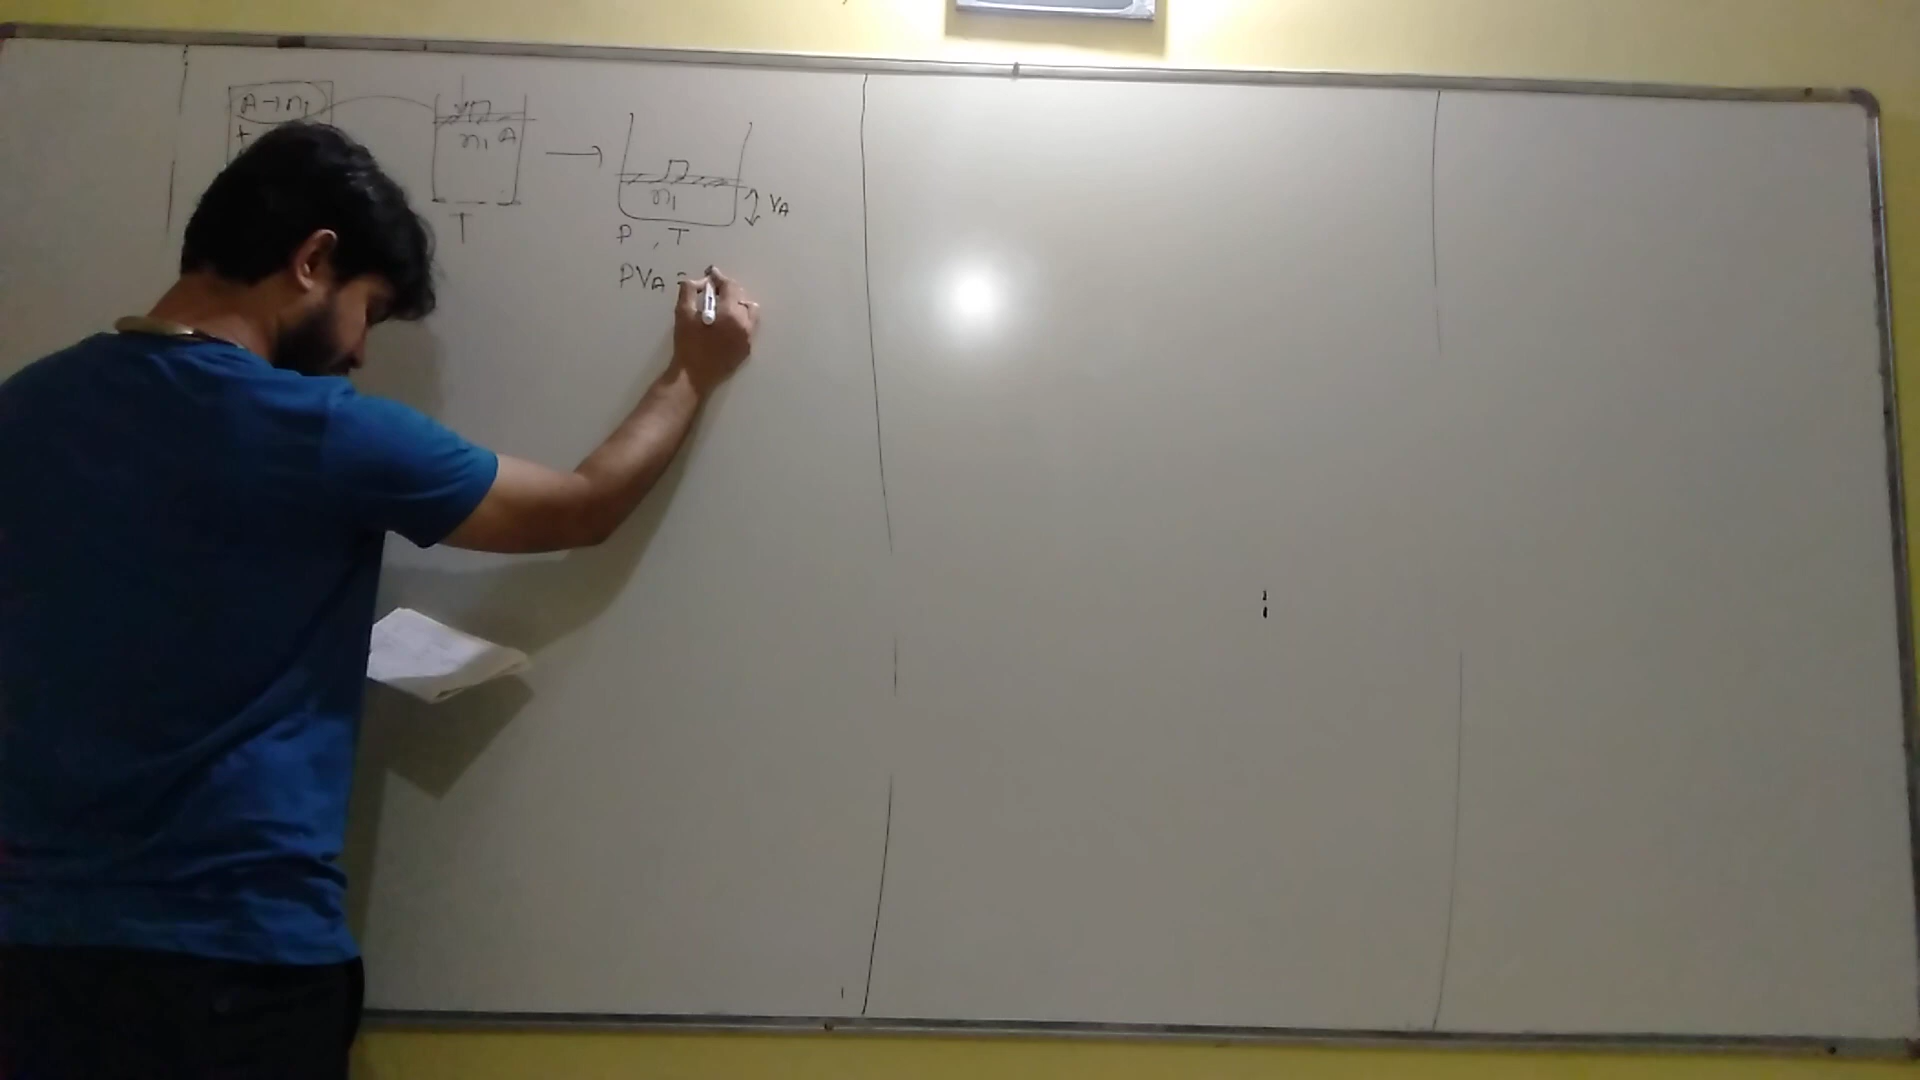 A → n₁
+
n₁ A
T
n₁
VA
P , T
PVA =